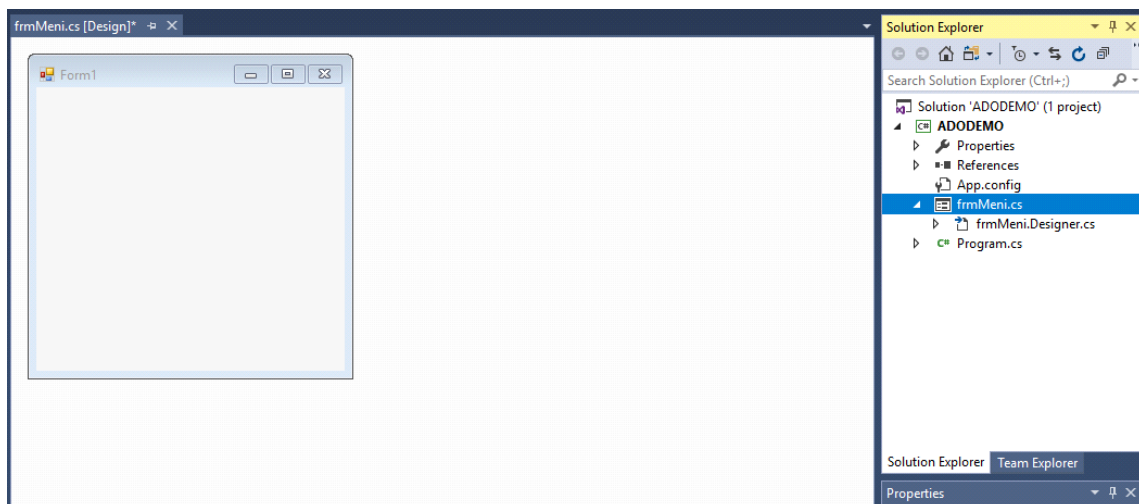 frmMeni.cs [Design]*
Form1
Solution Explorer
Search Solution Explorer (Ctrl+;)
Solution 'ADODEMO' (1 project)
C# ADODEMO
Properties
References
App.config
frmMeni.cs
frmMeni.Designer.cs
C# Program.cs
Solution Explorer Team Explorer
Properties